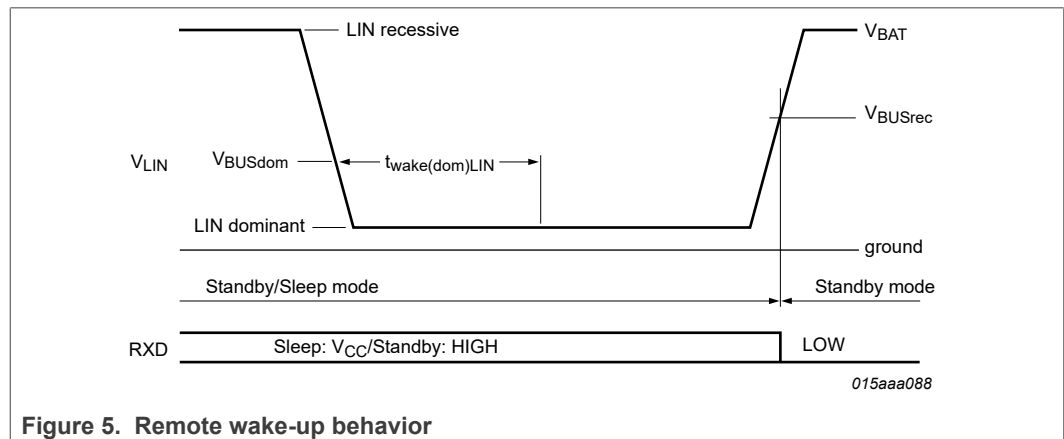 LIN recessive
VBAT
VBUSrec
VLIN
VBUSdom
twake(dom)LIN
LIN dominant
ground
Standby/Sleep mode
Standby mode
RXD
Sleep: VCC/Standby: HIGH
LOW
015aaa088
Figure 5. Remote wake-up behavior